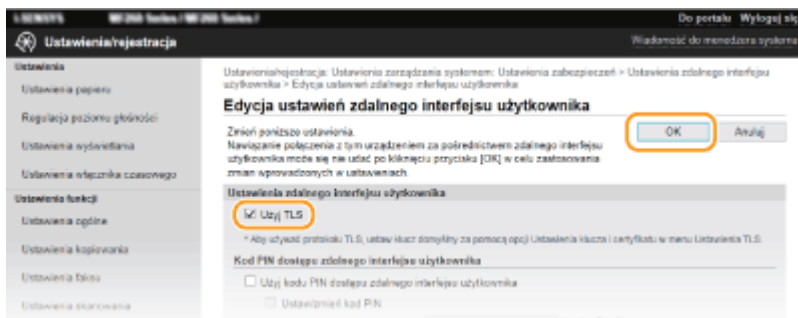 Do portalu Wyloguj się
Ustawienia/rejestracja
Wiadomość do menedżera systemu
Ustawienia
Ustawienia papieru
Regulacja poziomu głośności
Ustawienia wyświetlania
Ustawienia włącznika czasowego
Ustawienia funkcji
Ustawienia ogólne
Ustawienia kopiowania
Ustawienia faksu
Ustawienia skanowania
Ustawienia/rejestracja: Ustawienia zarządzania systemem: Ustawienia zabezpieczeń > Ustawienia zdalnego interfejsu
użytkownika > Edycja ustawień zdalnego interfejsu użytkownika
Edycja ustawień zdalnego interfejsu użytkownika
Zmień poniższe ustawienia.
Nawiązanie połączenia z tym urządzeniem za pośrednictwem zdalnego interfejsu
użytkownika może się nie udać po kliknięciu przycisku [OK] w celu zastosowania
zmian wprowadzonych w ustawieniach.
OK
Anuluj
Ustawienia zdalnego interfejsu użytkownika
Użyj TLS
* Aby używać protokołu TLS, ustaw klucz domyślny za pomocą opcji Ustawienia klucza i certyfikatu w menu Ustawienia TLS.
Kod PIN dostępu zdalnego interfejsu użytkownika
Użyj kodu PIN dostępu zdalnego interfejsu użytkownika
Ustaw/zmień kod PIN